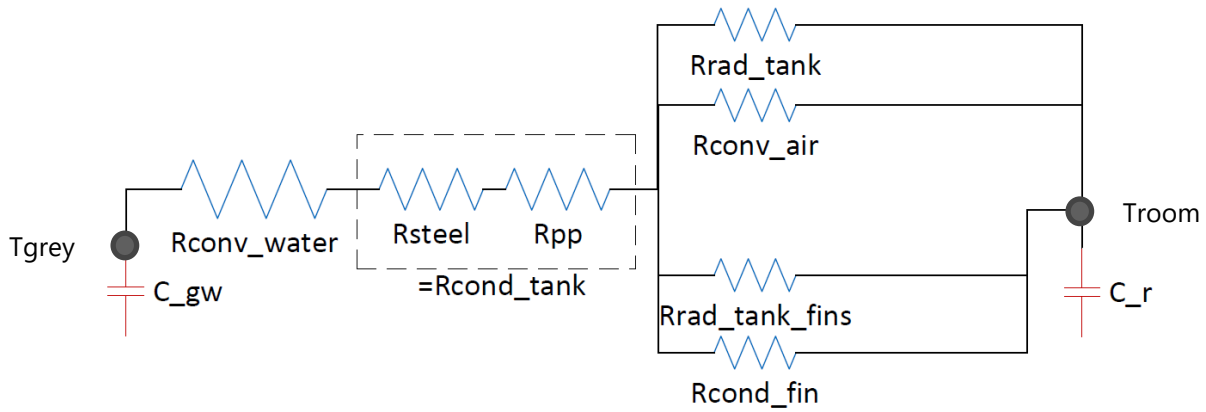 Rrad_tank
Rconv_air
Tgrey
Rconv_water
Rsteel
Rpp
Troom
=Rcond_tank
C_gw
C_r
Rrad_tank_fins
Rcond_fin